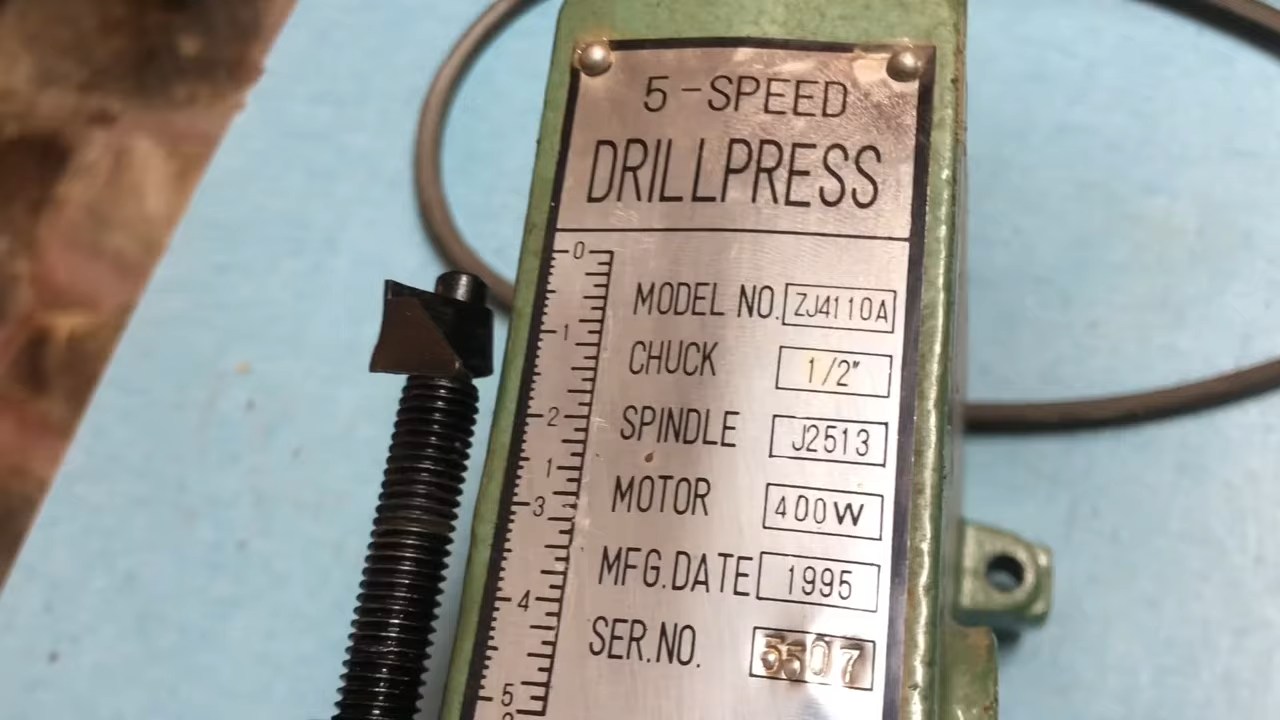 5-SPEED
DRILLPRESS
MODEL NO. ZJ4110A
CHUCK 1/2"
SPINDLE J2513
MOTOR 400W
MFG.DATE 1995
SER.NO. 5507
0
1
2
1
3
4
5